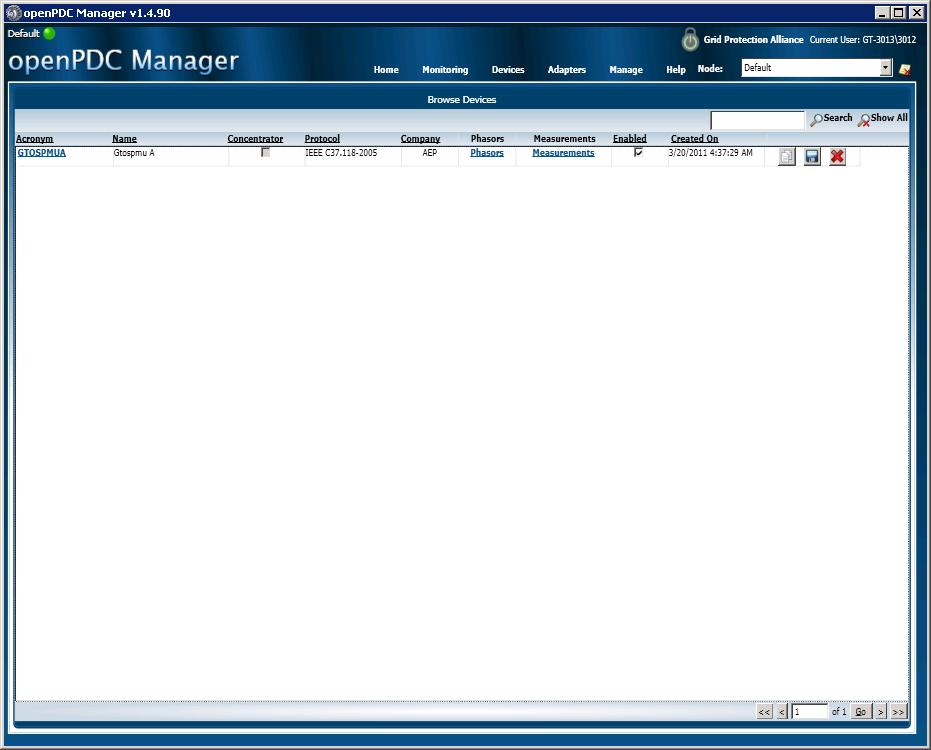 openPDC Manager v1.4.90
Default
Grid Protection Alliance Current User: GT-3013\3012
openPDC Manager
Home Monitoring Devices Adapters Manage Help Node: Default
Browse Devices
Search Show All
Acronym Name Concentrator Protocol Company Phasors Measurements Enabled Created On
GTOSPMUA Gtospmu A IEEE C37.118-2005 AEP Phasors Measurements 3/20/2011 4:37:29 AM
<< < 1 of 1 Go > >>